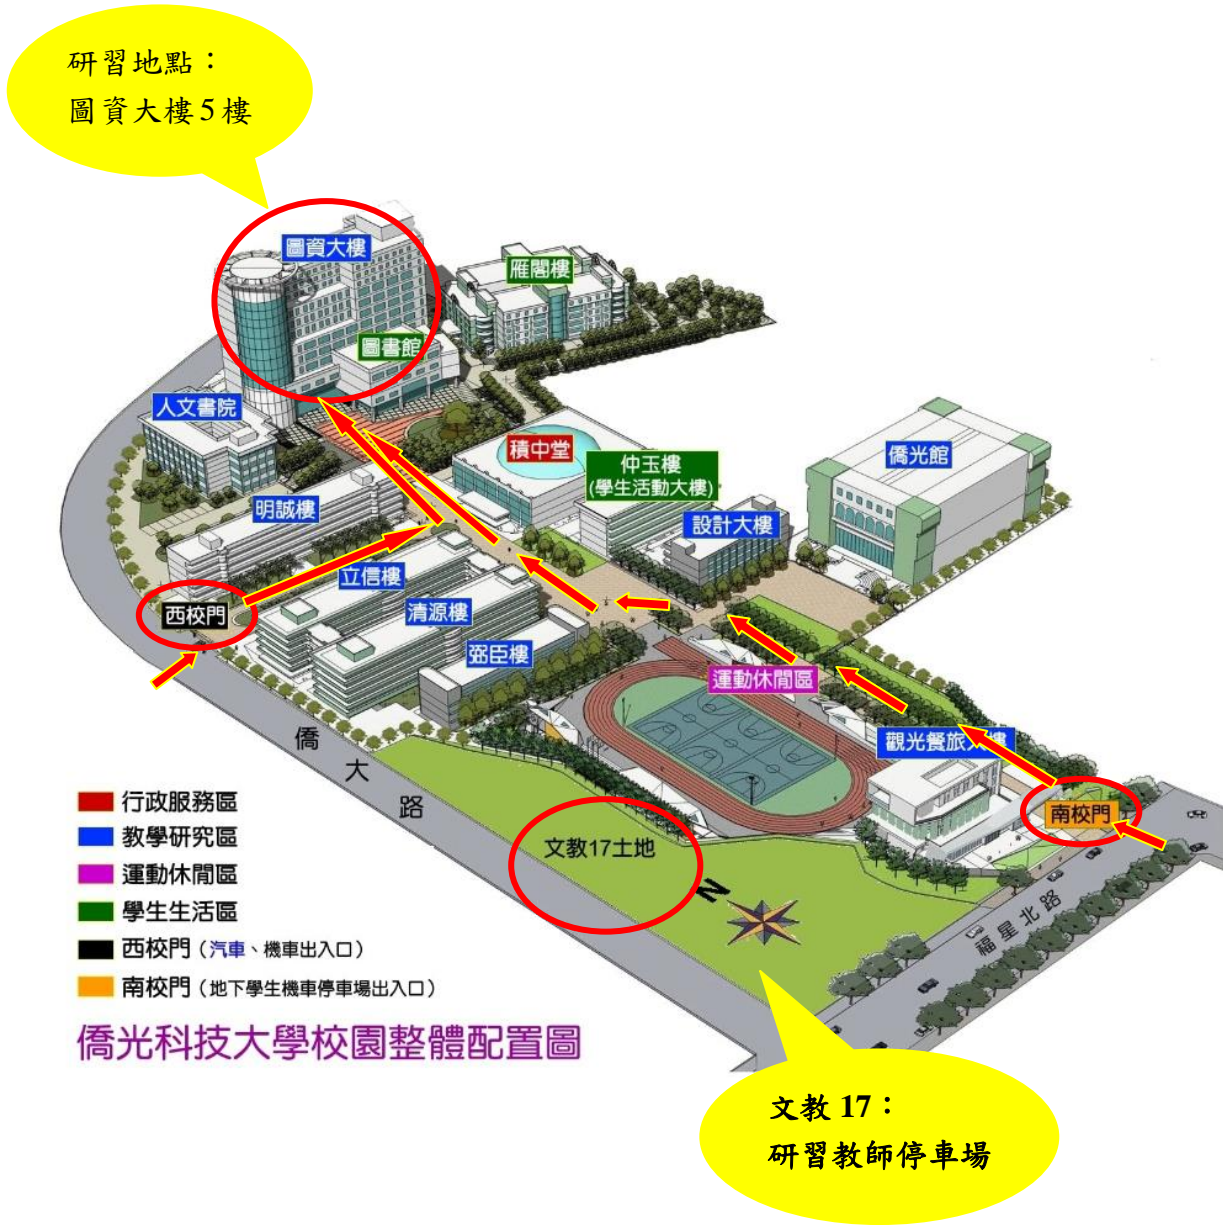 研習地點：
圖資大樓5樓
圖資大樓
雁閣樓
圖書館
人文書院
積中堂
仲玉樓
(學生活動大樓)
僑光館
明誠樓
設計大樓
立信樓
西校門
清源樓
弼臣樓
運動休閒區
僑大路
觀光餐旅大樓
南校門
文教17土地
N
福星北路
行政服務區
教學研究區
運動休閒區
學生生活區
西校門（汽車、機車出入口）
南校門（地下學生機車停車場出入口）
僑光科技大學校園整體配置圖
文教 17：
研習教師停車場